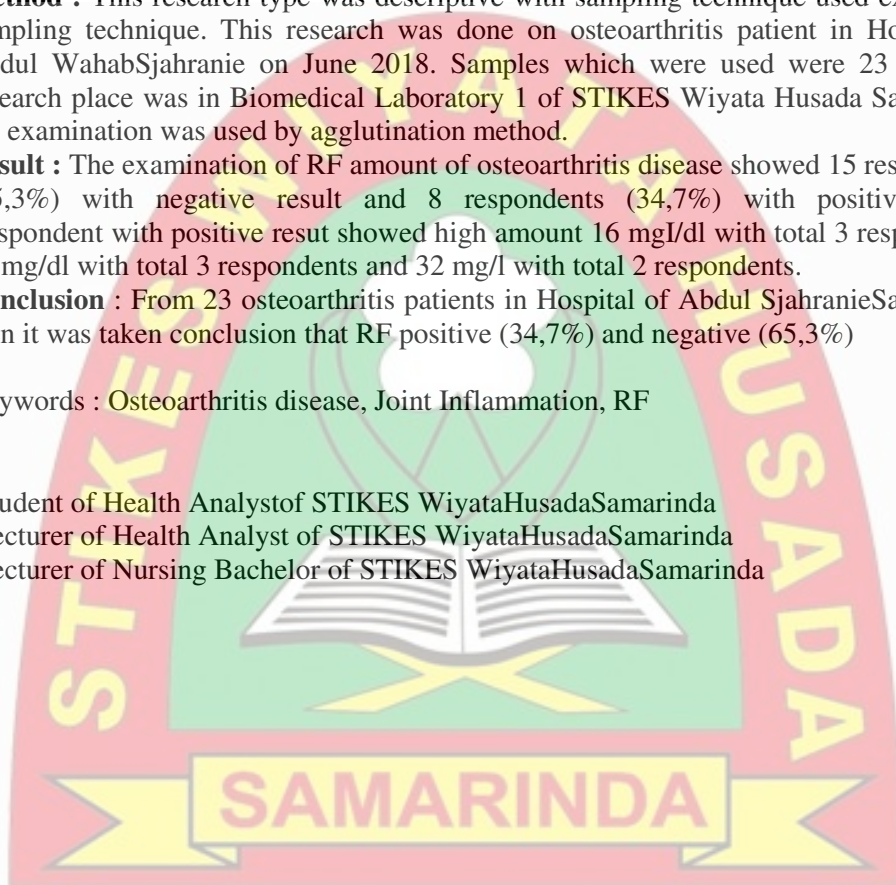 ethod : This research type was descriptive with sampling technique used ex
mpling technique. This research was done on osteoarthritis patient in Ho
dul WahabSjahranie on June 2018. Samples which were used were 23
earch place was in Biomedical Laboratory 1 of STIKES Wiyata Husada Sa
examination was used by agglutination method.
sult : The examination of RF amount of osteoarthritis disease showed 15 res
5,3%) with negative result and 8 respondents (34,7%) with positiv
spondent with positive resut showed high amount 16 mgI/dl with total 3 resp
mg/dl with total 3 respondents and 32 mg/l with total 2 respondents.
nclusion : From 23 osteoarthritis patients in Hospital of Abdul SjahranieSa
n it was taken conclusion that RF positive (34,7%) and negative (65,3%)
ywords : Osteoarthritis disease, Joint Inflammation, RF
udent of Health Analystof STIKES WiyataHusadaSamarinda
ecturer of Health Analyst of STIKES WiyataHusadaSamarinda
ecturer of Nursing Bachelor of STIKES WiyataHusadaSamarinda
STIKES WIYATA HUSADA
SAMARINDA